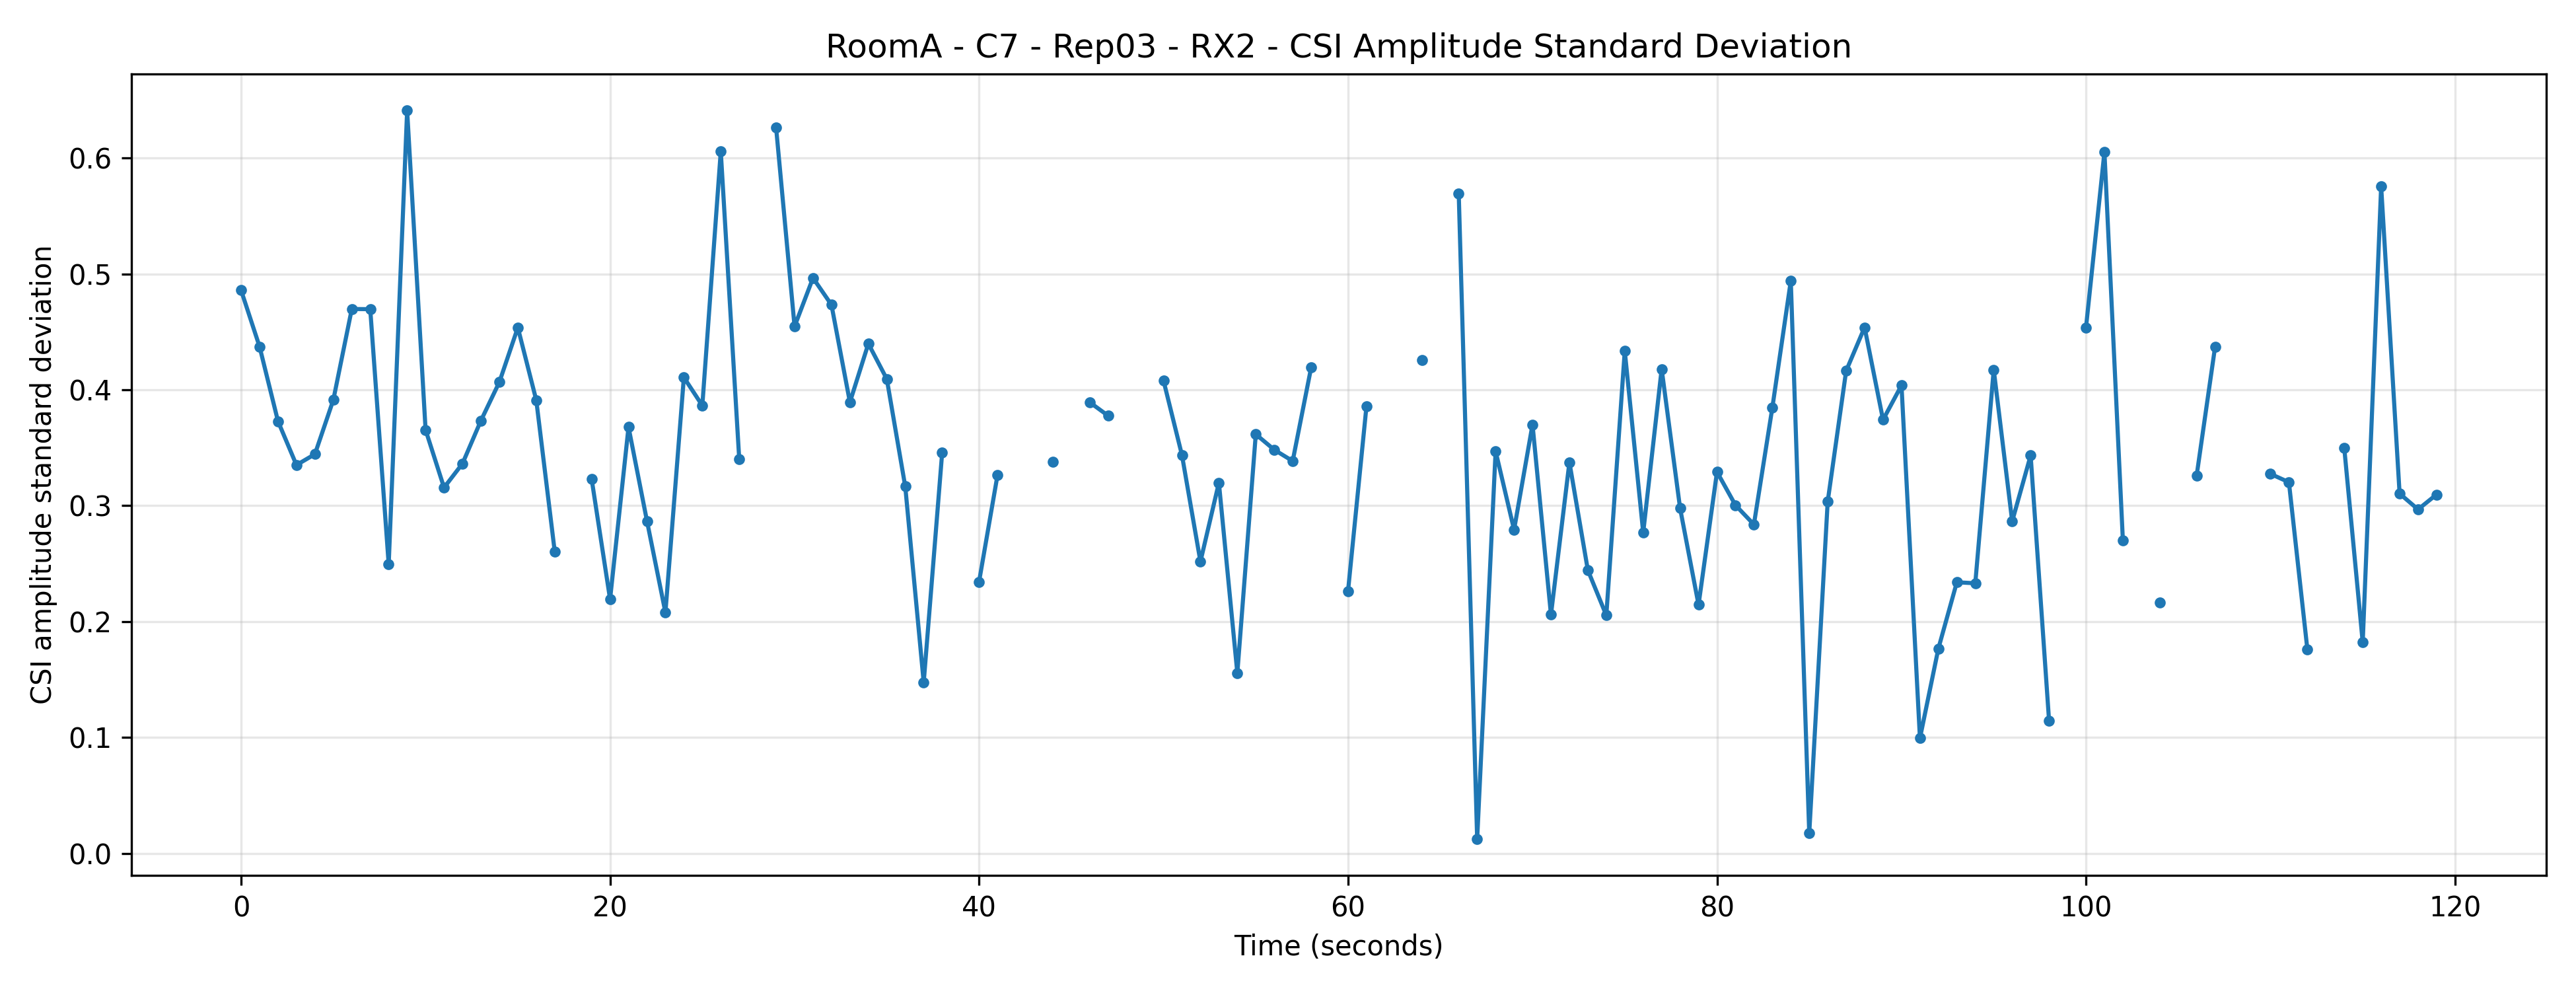 RoomA - C7 - Rep03 - RX2 - CSI Amplitude Standard Deviation
CSI amplitude standard deviation
0.6
0.5
0.4
0.3
0.2
0.1
0.0
0 20 40 60 80 100 120
Time (seconds)